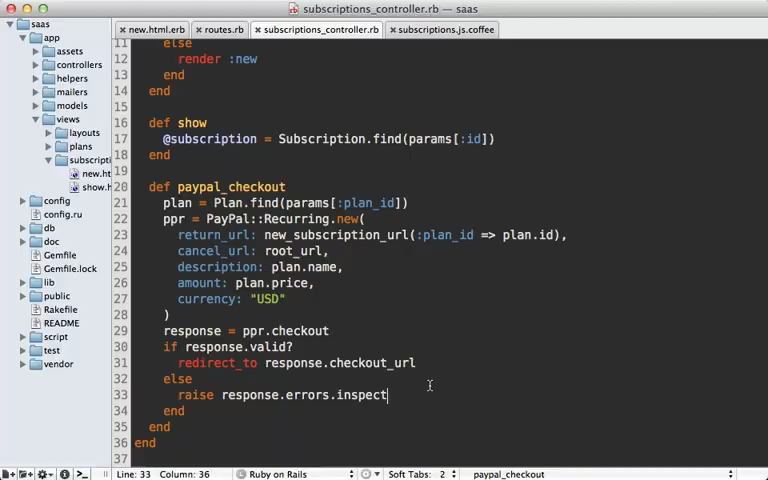 subscriptions_controller.rb — saas
saas
app
assets
controllers
helpers
mailers
models
views
layouts
plans
subscripti
new.ht
show.h
config
config.ru
db
doc
Gemfile
Gemfile.lock
lib
public
Rakefile
README
script
test
vendor
new.html.erb
routes.rb
subscriptions_controller.rb
subscriptions.js.coffee
11 else
12 render :new
13 end
14 end
15
16 def show
17 @subscription = Subscription.find(params[:id])
18 end
19
20 def paypal_checkout
21 plan = Plan.find(params[:plan_id])
22 ppr = PayPal::Recurring.new(
23 return_url: new_subscription_url(:plan_id => plan.id),
24 cancel_url: root_url,
25 description: plan.name,
26 amount: plan.price,
27 currency: "USD"
28 )
29 response = ppr.checkout
30 if response.valid?
31 redirect_to response.checkout_url
32 else
33 raise response.errors.inspect
34 end
35 end
36 end
37
Line: 33 Column: 36
Ruby on Rails
Soft Tabs: 2
paypal_checkout